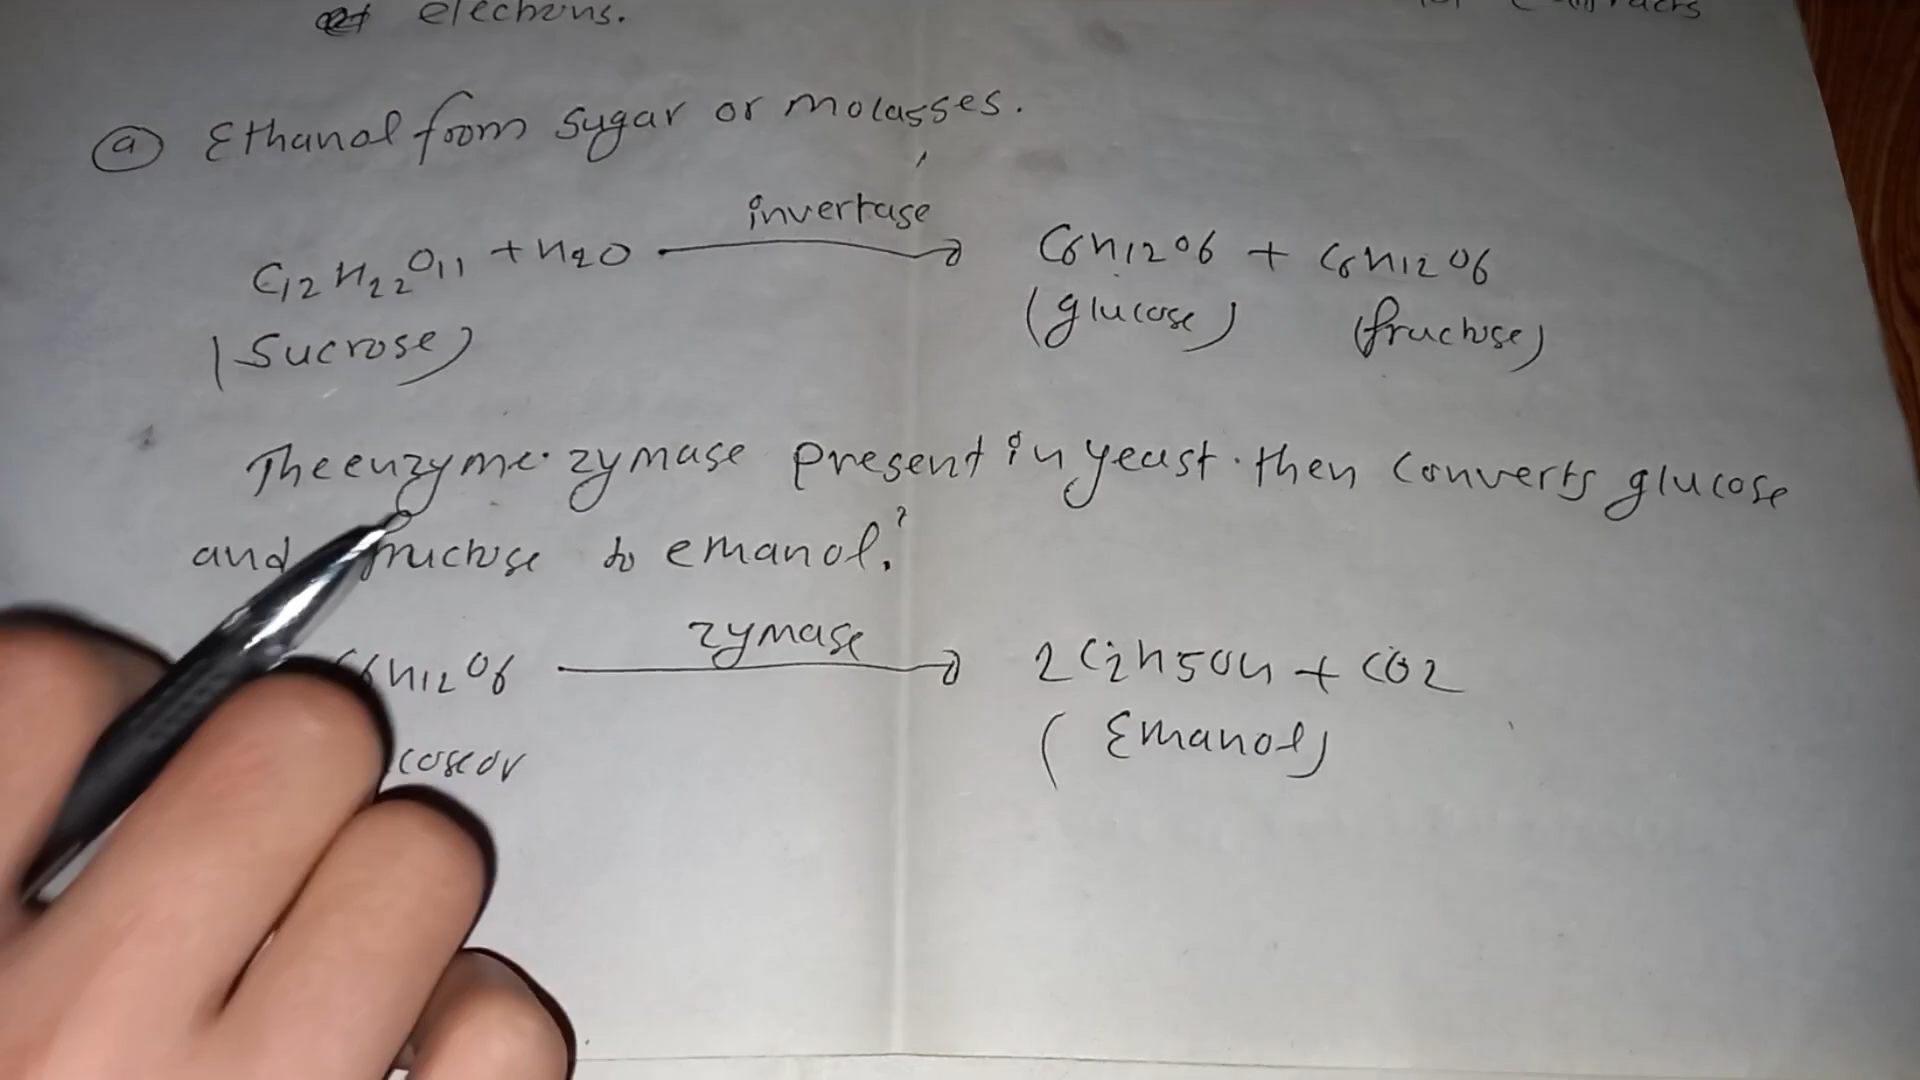 electrons.
(a) Ethanol from sugar or molasses.
invertase
C12H22O11 + H2O → C6H12O6 + C6H12O6
(Sucrose) (glucose) (fructose)
The enzyme zymase present in yeast then converts glucose
and fructose to ethanol.
zymase
C6H12O6 → 2C2H5OH + CO2
(Ethanol)